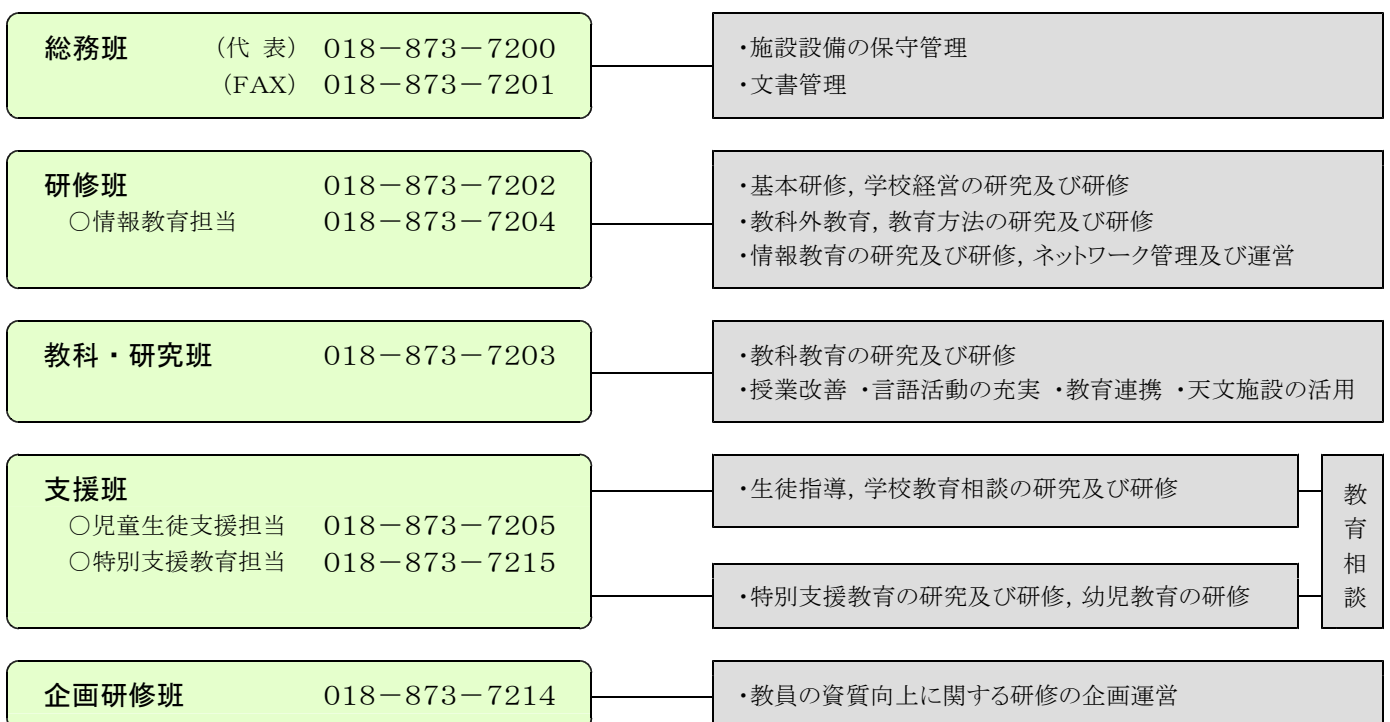 総務班 (代 表) 018-873-7200
(FAX) 018-873-7201
・施設設備の保守管理
・文書管理
研修班 018-873-7202
○情報教育担当 018-873-7204
・基本研修, 学校経営の研究及び研修
・教科外教育, 教育方法の研究及び研修
・情報教育の研究及び研修, ネットワーク管理及び運営
教科・研究班 018-873-7203
・教科教育の研究及び研修
・授業改善 ・言語活動の充実 ・教育連携 ・天文施設の活用
支援班
○児童生徒支援担当 018-873-7205
○特別支援教育担当 018-873-7215
・生徒指導, 学校教育相談の研究及び研修
・特別支援教育の研究及び研修, 幼児教育の研修
教育相談
企画研修班 018-873-7214
・教員の資質向上に関する研修の企画運営